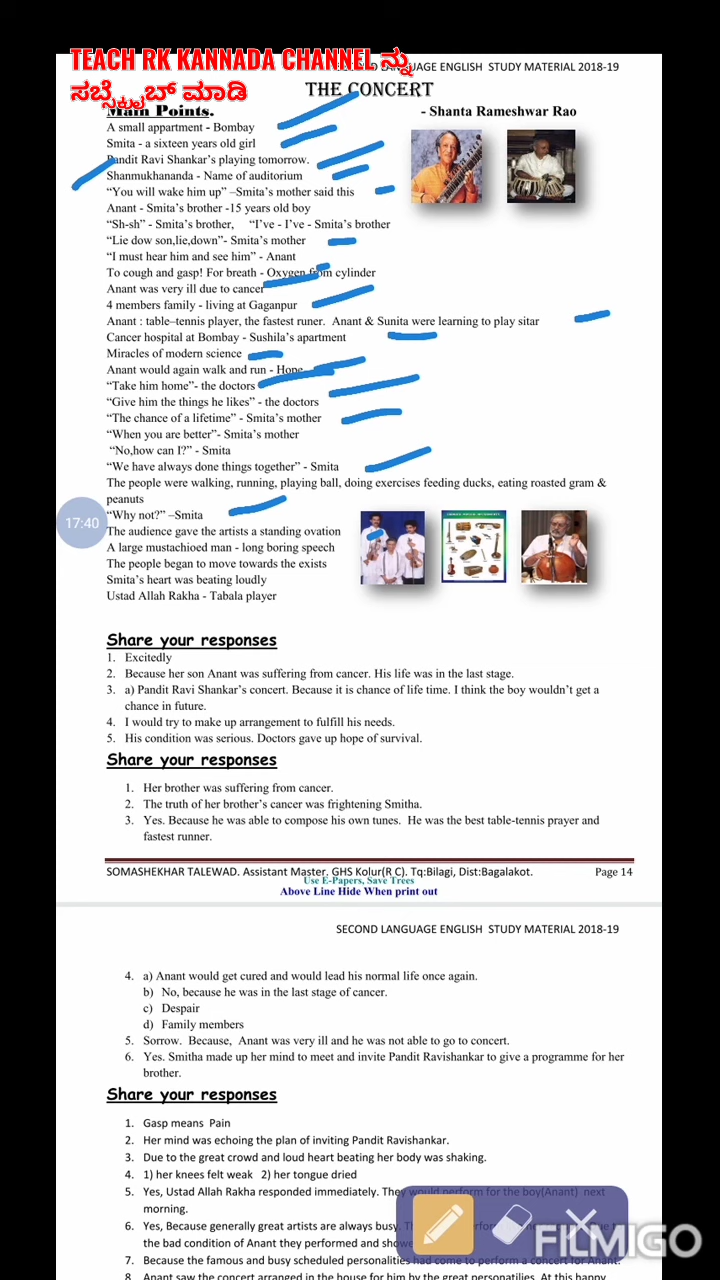 TEACH RK KANNADA CHANNEL ನ್ನು
ಸಬ್ಸ್ಕ್ರೈಬ್ ಮಾಡಿ
ENGLISH STUDY MATERIAL 2018-19
THE CONCERT
Main Points.
- Shanta Rameshwar Rao
A small appartment - Bombay
Smita - a sixteen years old girl
Pandit Ravi Shankar's playing tomorrow.
Shanmukhananda - Name of auditorium
"You will wake him up" –Smita's mother said this
Anant - Smita's brother -15 years old boy
"Sh-sh" - Smita's brother, "I've - I've - Smita's brother
"Lie dow son,lie,down"- Smita's mother
"I must hear him and see him" - Anant
To cough and gasp! For breath - Oxygen from cylinder
Anant was very ill due to cancer
4 members family - living at Gaganpur
Anant : table–tennis player, the fastest runer. Anant & Sunita were learning to play sitar
Cancer hospital at Bombay - Sushila's apartment
Miracles of modern science
Anant would again walk and run - Hope
"Take him home"- the doctors
"Give him the things he likes" - the doctors
"The chance of a lifetime" - Smita's mother
"When you are better"- Smita's mother
"No,how can I?" - Smita
"We have always done things together" - Smita
The people were walking, running, playing ball, doing exercises feeding ducks, eating roasted gram &
peanuts
17:40
"Why not?" –Smita
The audience gave the artists a standing ovation
A large mustachioed man - long boring speech
The people began to move towards the exists
Smita's heart was beating loudly
Ustad Allah Rakha - Tabala player
Share your responses
1. Excitedly
2. Because her son Anant was suffering from cancer. His life was in the last stage.
3. a) Pandit Ravi Shankar's concert. Because it is chance of life time. I think the boy wouldn't get a
chance in future.
4. I would try to make up arrangement to fulfill his needs.
5. His condition was serious. Doctors gave up hope of survival.
Share your responses
1. Her brother was suffering from cancer.
2. The truth of her brother's cancer was frightening Smitha.
3. Yes. Because he was able to compose his own tunes. He was the best table-tennis prayer and
fastest runner.
SOMASHEKHAR TALEWAD. Assistant Master. GHS Kolur(R C). Tq:Bilagi, Dist:Bagalakot. Page 14
Use E-Papers, Save Trees
Above Line Hide When print out
SECOND LANGUAGE ENGLISH STUDY MATERIAL 2018-19
4. a) Anant would get cured and would lead his normal life once again.
b) No, because he was in the last stage of cancer.
c) Despair
d) Family members
5. Sorrow. Because, Anant was very ill and he was not able to go to concert.
6. Yes. Smitha made up her mind to meet and invite Pandit Ravishankar to give a programme for her
brother.
Share your responses
1. Gasp means Pain
2. Her mind was echoing the plan of inviting Pandit Ravishankar.
3. Due to the great crowd and loud heart beating her body was shaking.
4. 1) her knees felt weak 2) her tongue dried
5. Yes, Ustad Allah Rakha responded immediately. They would perform for the boy(Anant) next
morning.
6. Yes, Because generally great artists are always busy.
the bad condition of Anant they performed and
FILMIGO
7. Because the famous and busy scheduled personalities had come to perform a concert for Anant.
8. Anant saw the concert arranged in the house for him by the great personalities. At this happy